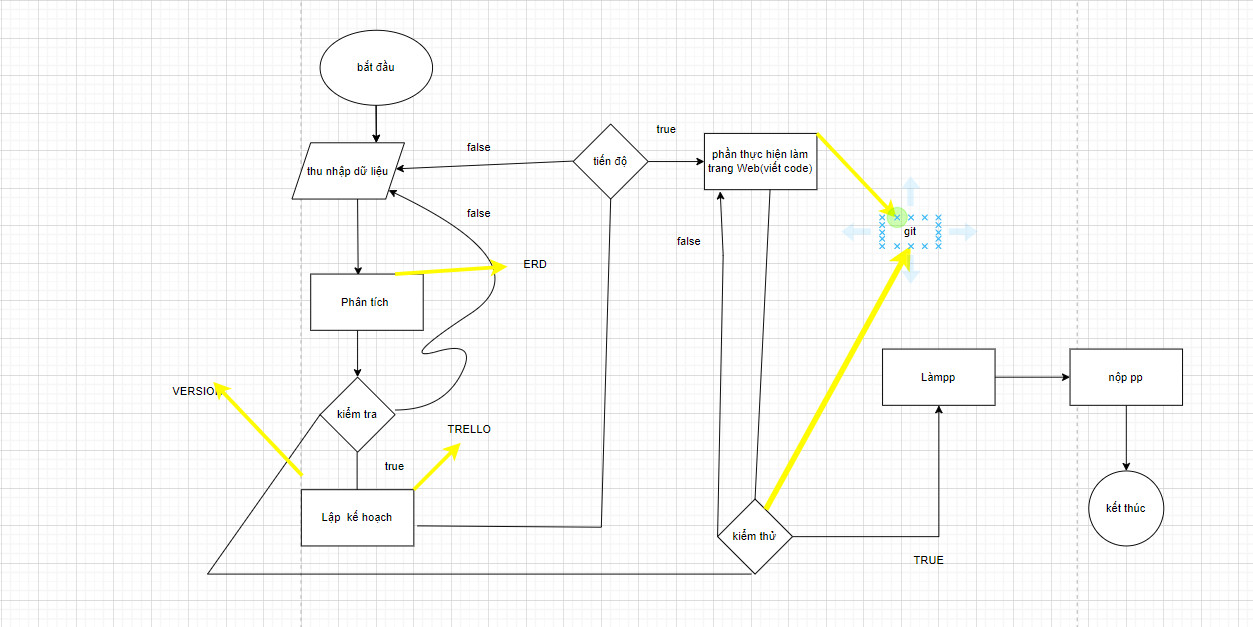 bắt đầu
thu nhập dữ liệu
false
tiến độ
true
phần thực hiện làm
trang Web(viết code)
false
false
git
ERD
Phân tích
VERSION
kiểm tra
TRELLO
true
Lập kế hoạch
kiểm thử
TRUE
Làmpp
nộp pp
kết thúc